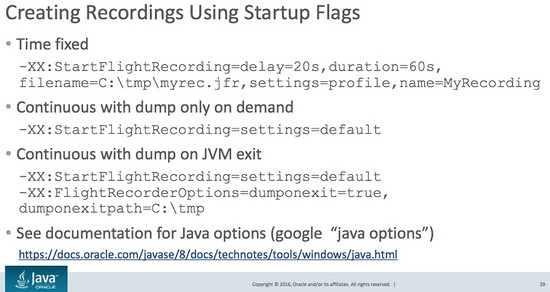 Creating Recordings Using Startup Flags
• Time fixed
-XX:StartFlightRecording=delay=20s,duration=60s,
filename=C:\tmp\myrec.jfr,settings=profile,name=MyRecording
• Continuous with dump only on demand
-XX:StartFlightRecording=settings=default
• Continuous with dump on JVM exit
-XX:StartFlightRecording=settings=default
-XX:FlightRecorderOptions=dumponexit=true,
dumponexitpath=C:\tmp
• See documentation for Java options (google “java options”)
https://docs.oracle.com/javase/8/docs/technotes/tools/windows/java.html
Java
ORACLE
Copyright © 2016, Oracle and/or its affiliates. All rights reserved. |
29